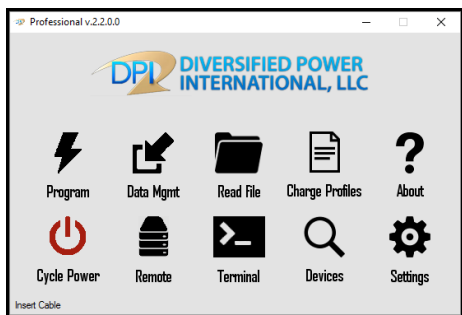 Professional v.2.2.0.0
DPI DIVERSIFIED POWER
INTERNATIONAL, LLC
Program Data Mgmt Read File Charge Profiles About
Cycle Power Remote Terminal Devices Settings
Insert Cable